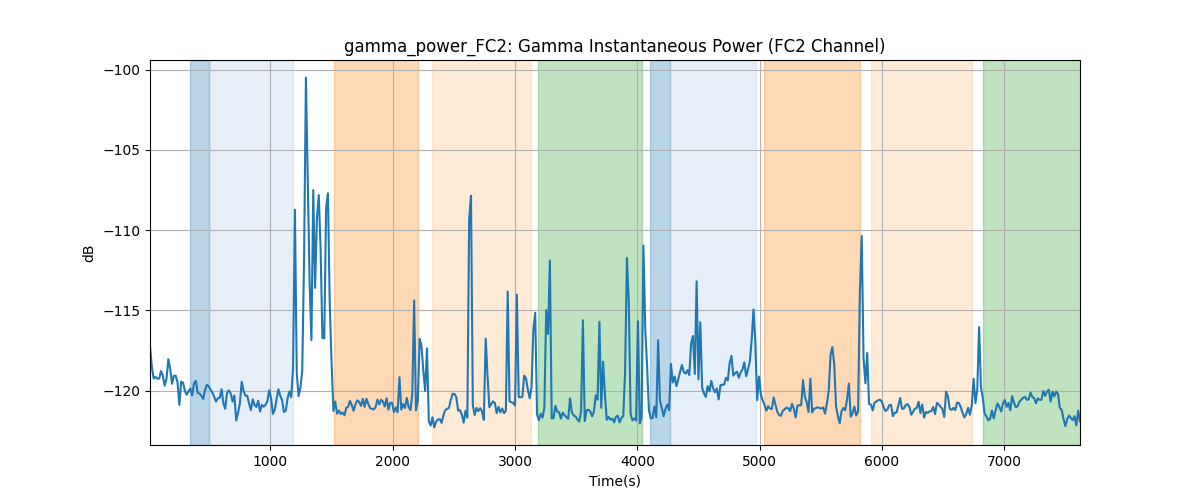 gamma_power_FC2: Gamma Instantaneous Power (FC2 Channel)
−100
−105
−110
−115
−120
dB
1000 2000 3000 4000 5000 6000 7000
Time(s)